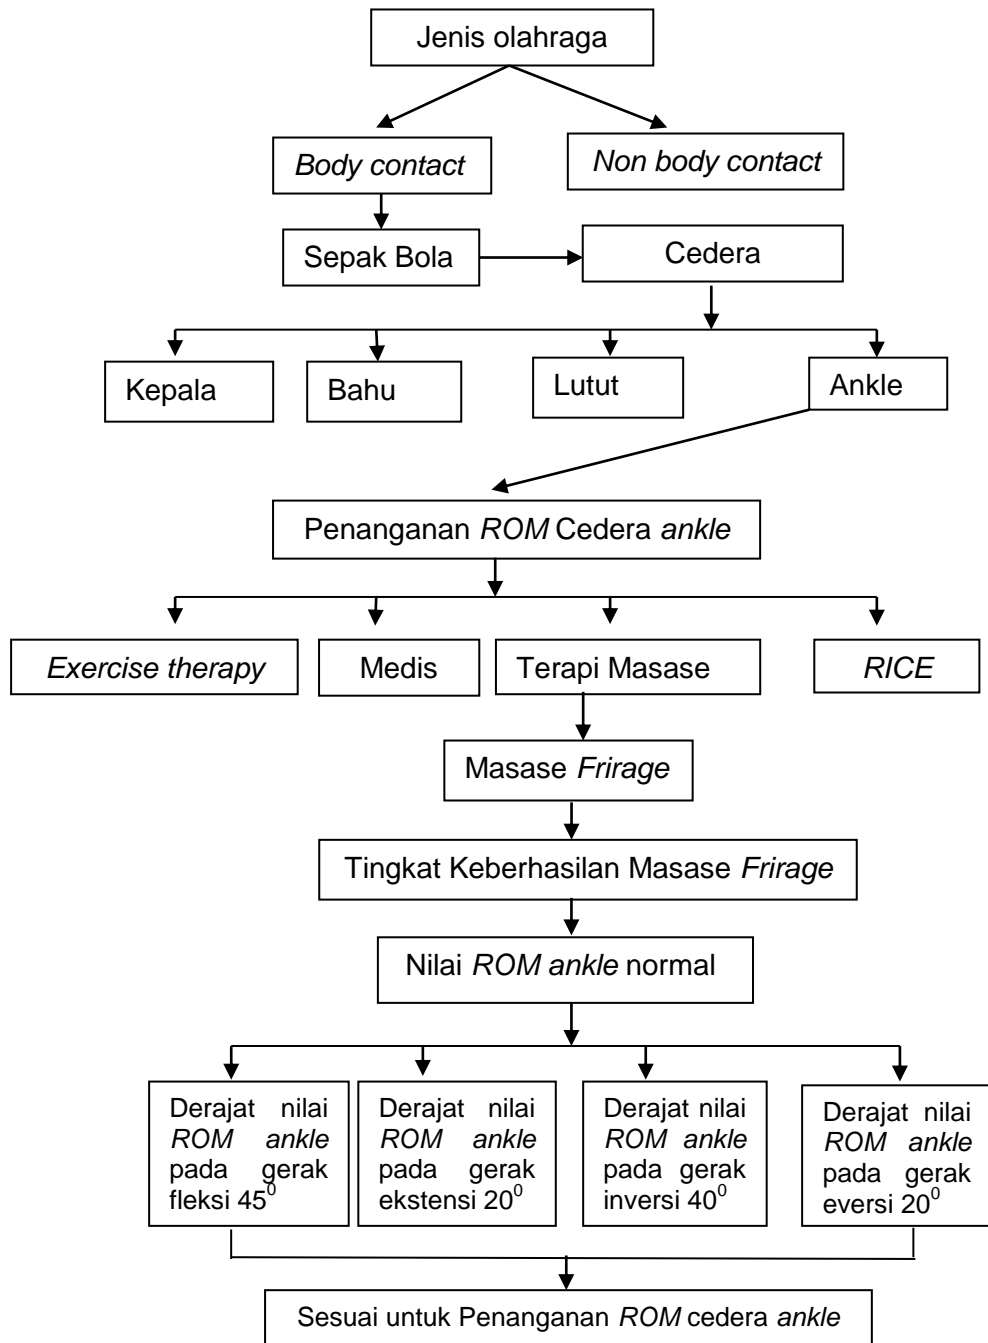 Jenis olahraga
Body contact
Non body contact
Sepak Bola
Cedera
Kepala
Bahu
Lutut
Ankle
Penanganan ROM Cedera ankle
Exercise therapy
Medis
Terapi Masase
RICE
Masase Frirage
Tingkat Keberhasilan Masase Frirage
Nilai ROM ankle normal
Derajat nilai
ROM ankle
pada gerak
fleksi 45⁰
Derajat nilai
ROM ankle
pada gerak
ekstensi 20⁰
Derajat nilai
ROM ankle
pada gerak
inversi 40⁰
Derajat nilai
ROM ankle
pada gerak
eversi 20⁰
Sesuai untuk Penanganan ROM cedera ankle